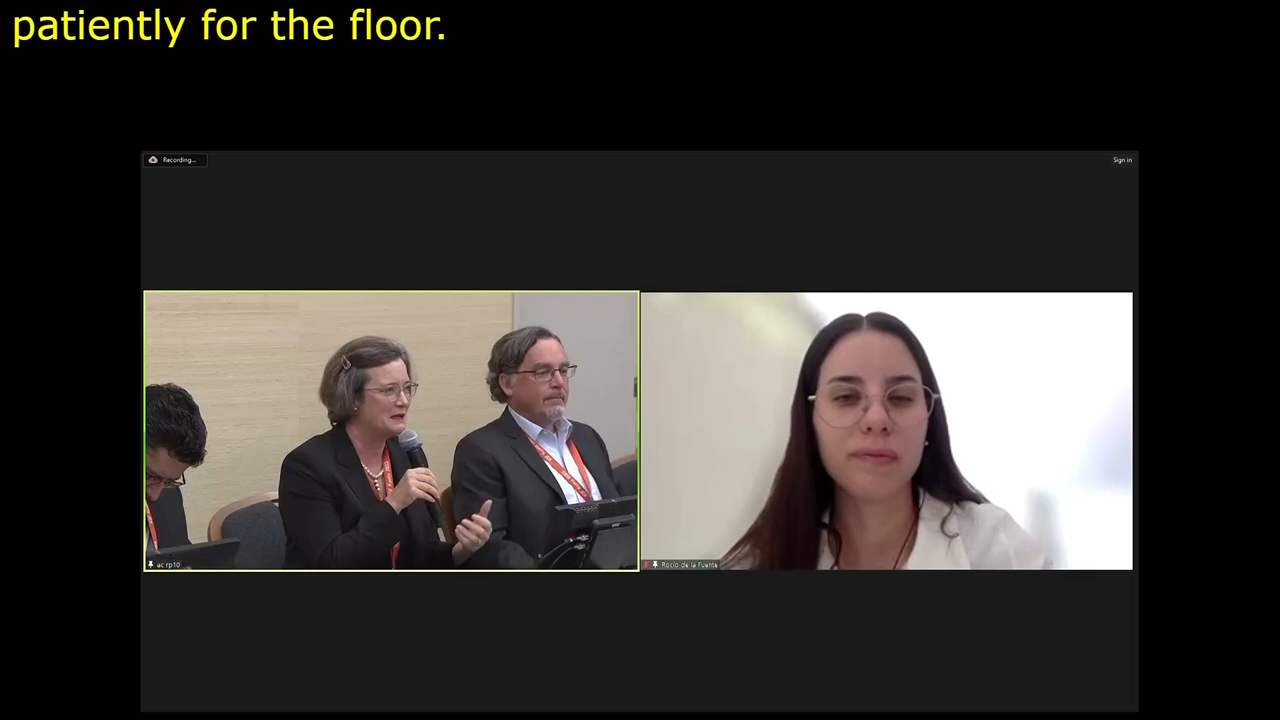 patiently for the floor.
Recording...
Sign in
ac rp10
Rocío de la Fuente